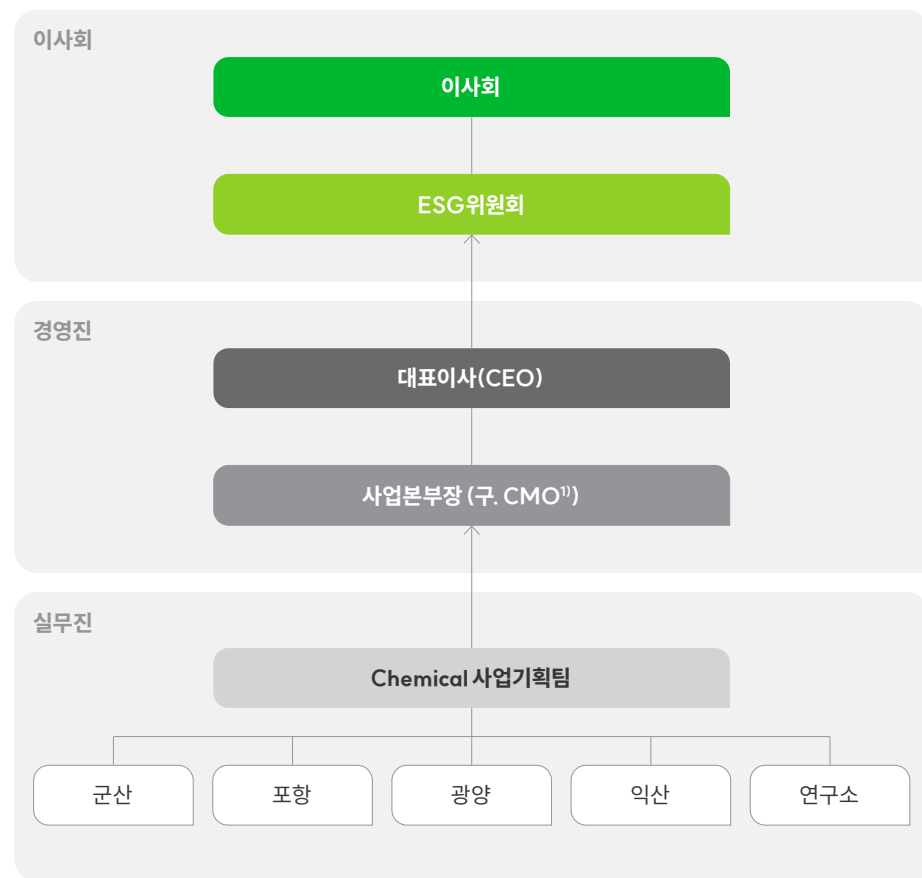 이사회
이사회
ESG위원회
경영진
대표이사(CEO)
사업본부장 (구. CMO¹⁾)
실무진
Chemical 사업기획팀
군산
포항
광양
익산
연구소